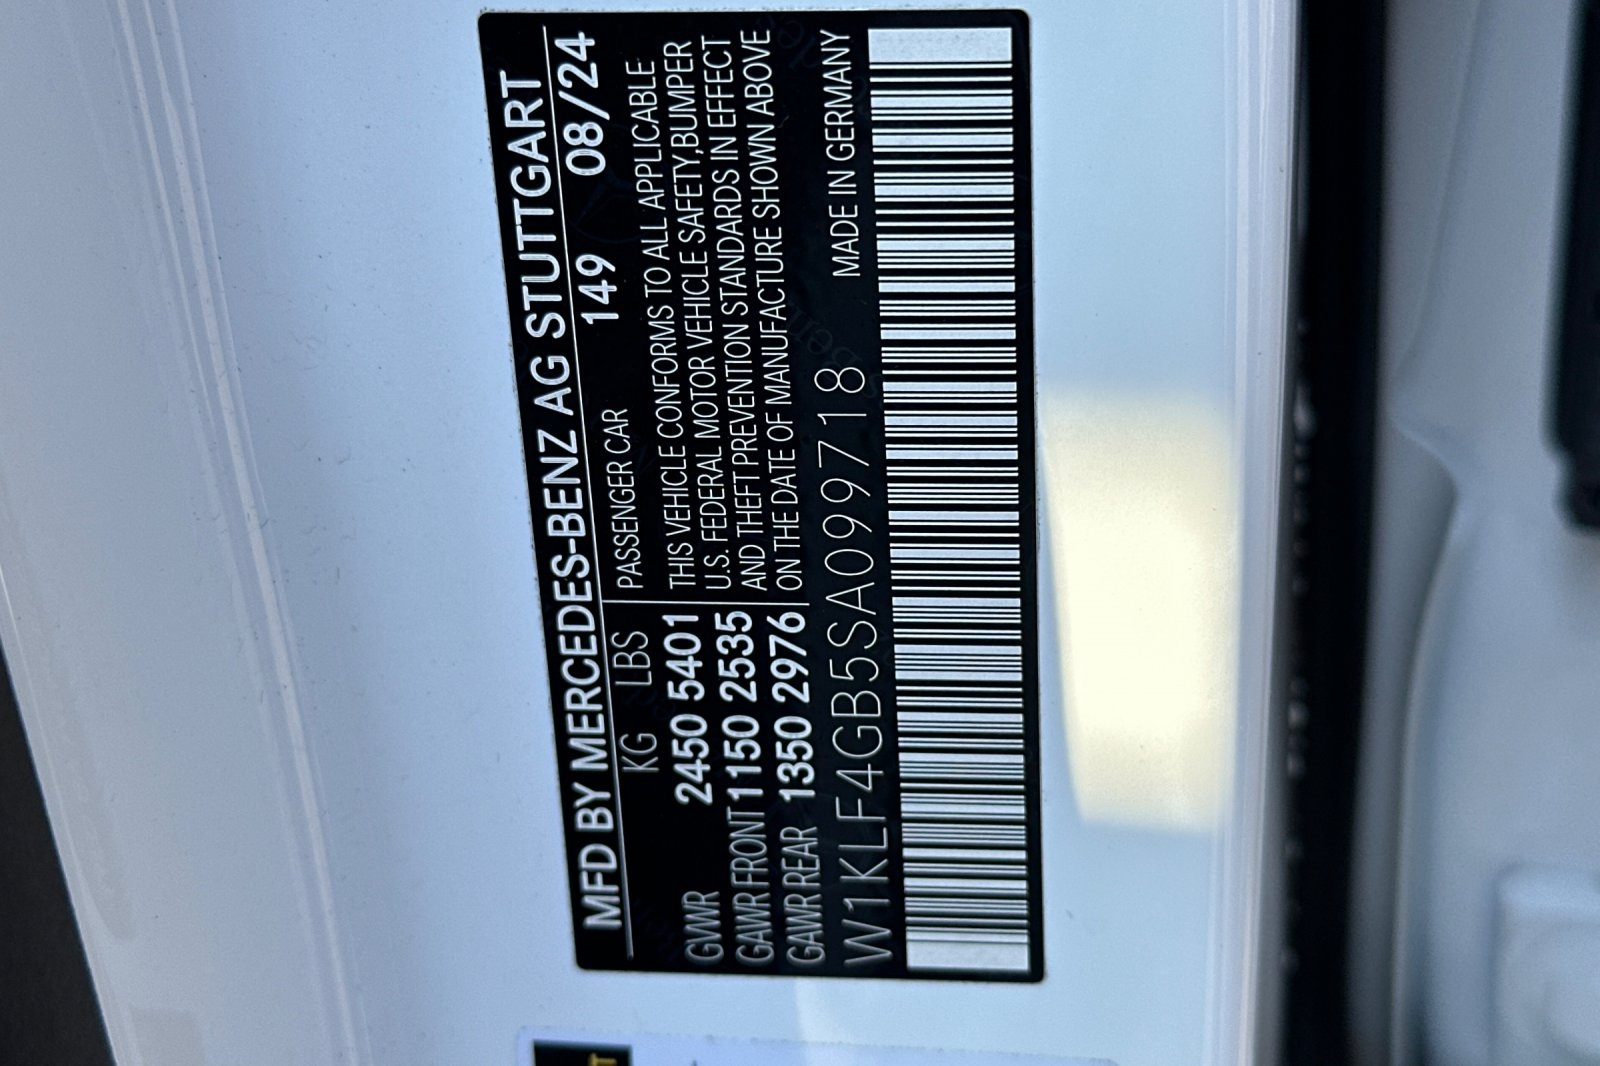 MFD BY MERCEDES-BENZ AG STUTTGART
KG LBS PASSENGER CAR 149 08/24
GVWR 2450 5401
GAWR FRONT 1150 2535
GAWR REAR 1350 2976
THIS VEHICLE CONFORMS TO ALL APPLICABLE
U.S. FEDERAL MOTOR VEHICLE SAFETY,BUMPER
AND THEFT PREVENTION STANDARDS IN EFFECT
ON THE DATE OF MANUFACTURE SHOWN ABOVE
W1KLF4GB5SA099718 MADE IN GERMANY